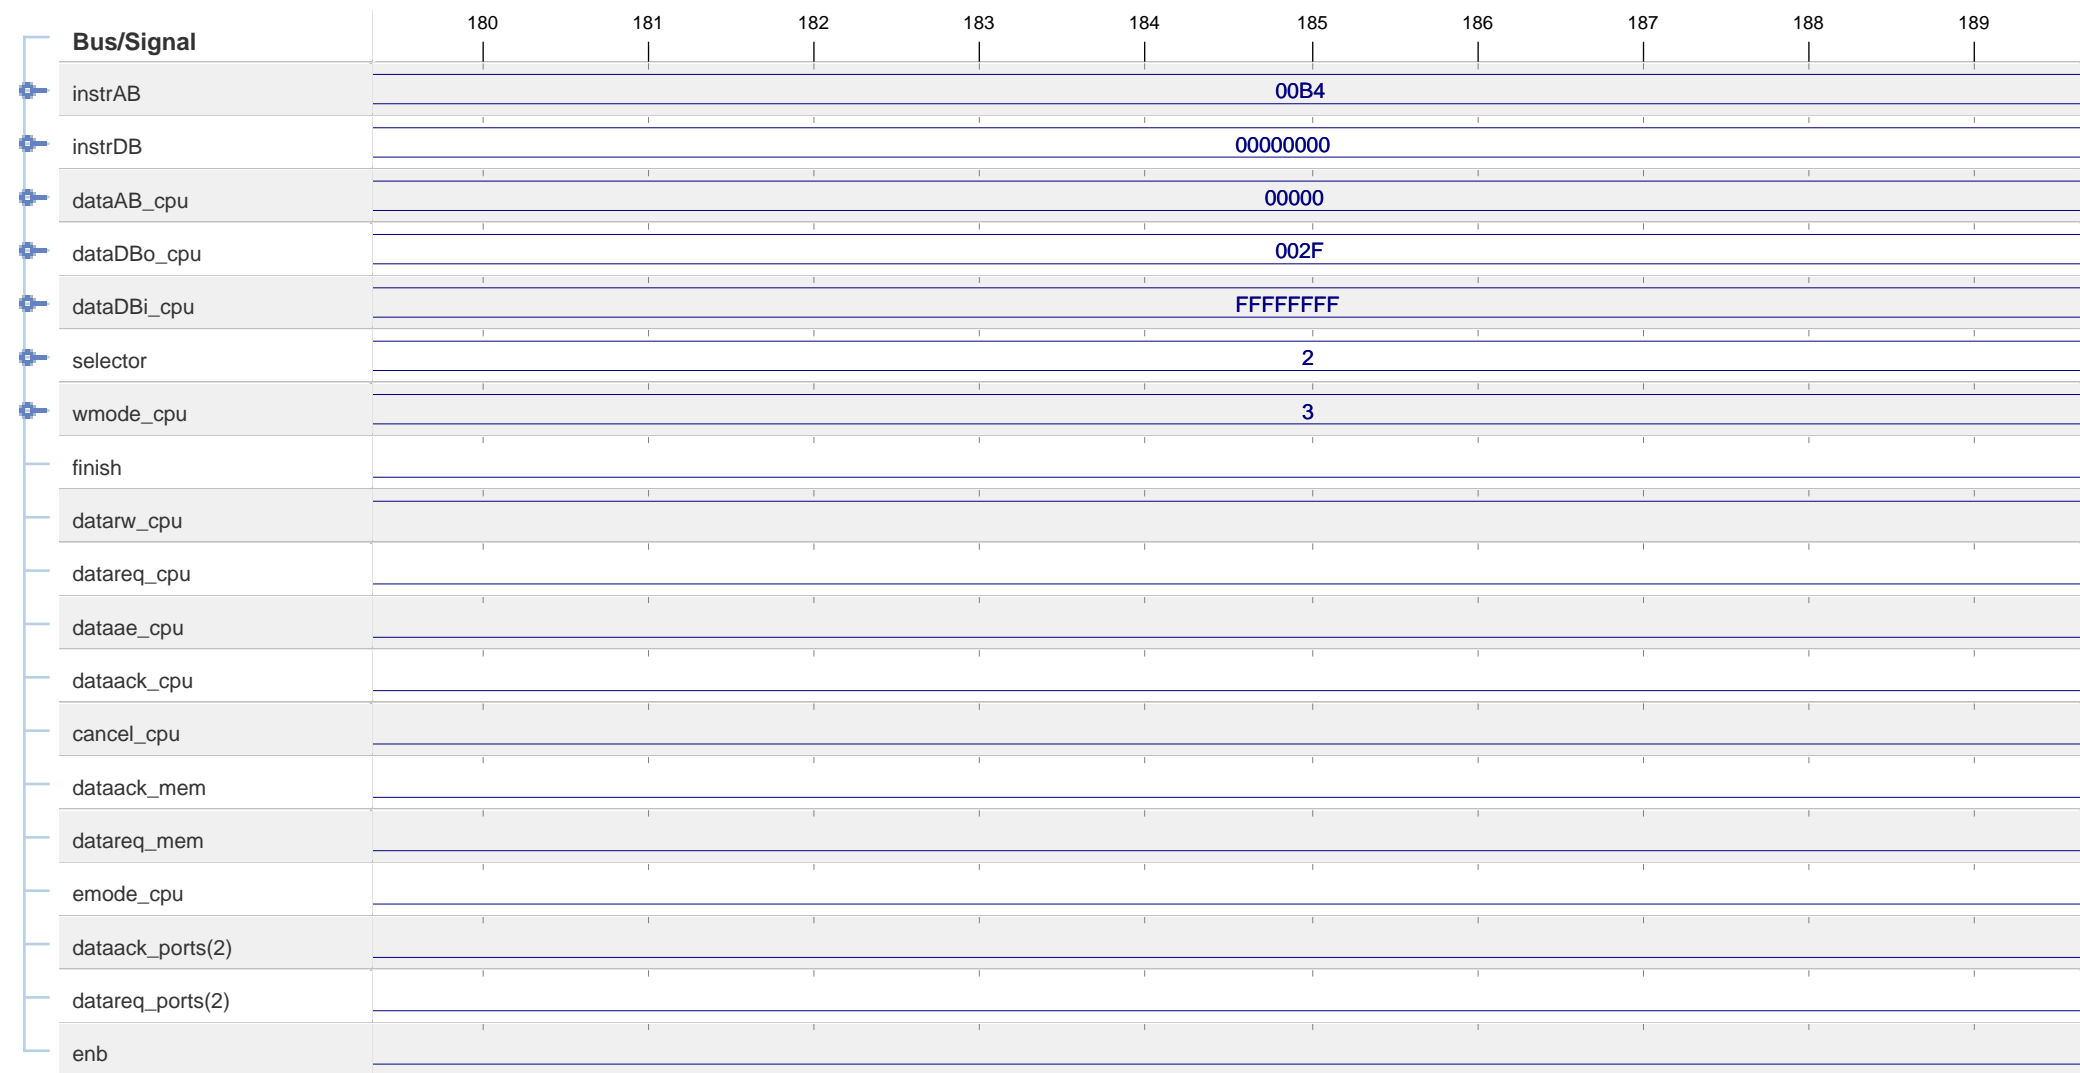 180 181 182 183 184 185 186 187 188 189
Bus/Signal
instrAB 00B4
instrDB 00000000
dataAB_cpu 00000
dataDBo_cpu 002F
dataDBi_cpu FFFFFFFF
selector 2
wmode_cpu 3
finish
datarw_cpu
datareq_cpu
dataae_cpu
dataack_cpu
cancel_cpu
dataack_mem
datareq_mem
emode_cpu
dataack_ports(2)
datareq_ports(2)
enb